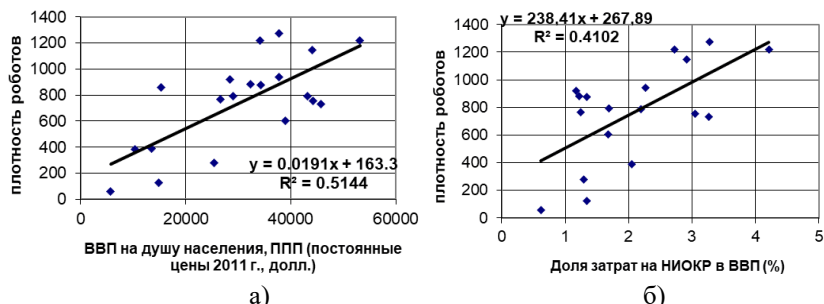 плотность роботов
1400
1200
1000
800
600
400
200
0
0
20000
40000
60000
y = 0.0191x + 163.3
R² = 0.5144
ВВП на душу населения, ППП (постоянные
цены 2011 г., долл.)
а)
плотность роботов
y = 238,41x + 267,89
R² = 0.4102
1400
1200
1000
800
600
400
200
0
0
1
2
3
4
5
Доля затрат на НИОКР в ВВП (%)
б)